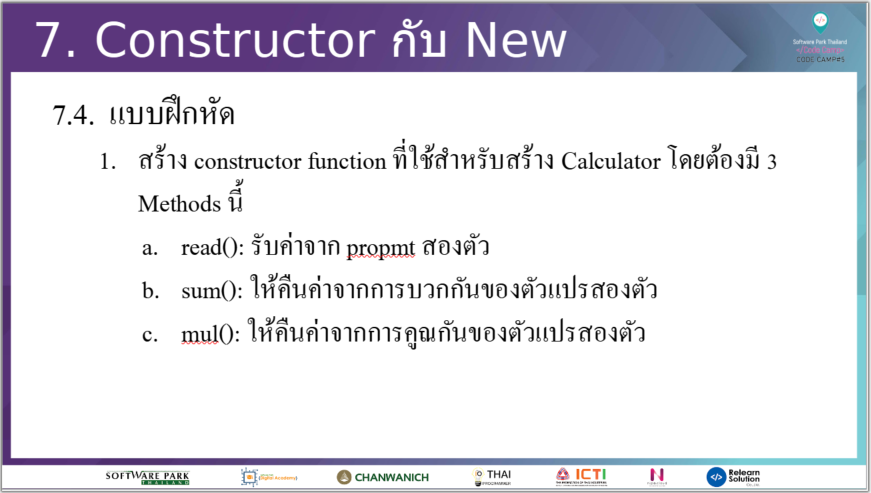 7. Constructor กับ New
Software Park Thailand
CODE CAMP#5
7.4. แบบฝึกหัด
1. สร้าง constructor function ที่ใช้สำหรับสร้าง Calculator โดยต้องมี 3
Methods นี้
a. read(): รับค่าจาก propmt สองตัว
b. sum(): ให้คืนค่าจากการบวกกันของตัวแปรสองตัว
c. mul(): ให้คืนค่าจากการคูณกันของตัวแปรสองตัว
SOFTWARE PARK
THAILAND
Digital Academy
CHANWANICH
THAI
PROGRAMMER
ICTI
Relearn
Solution